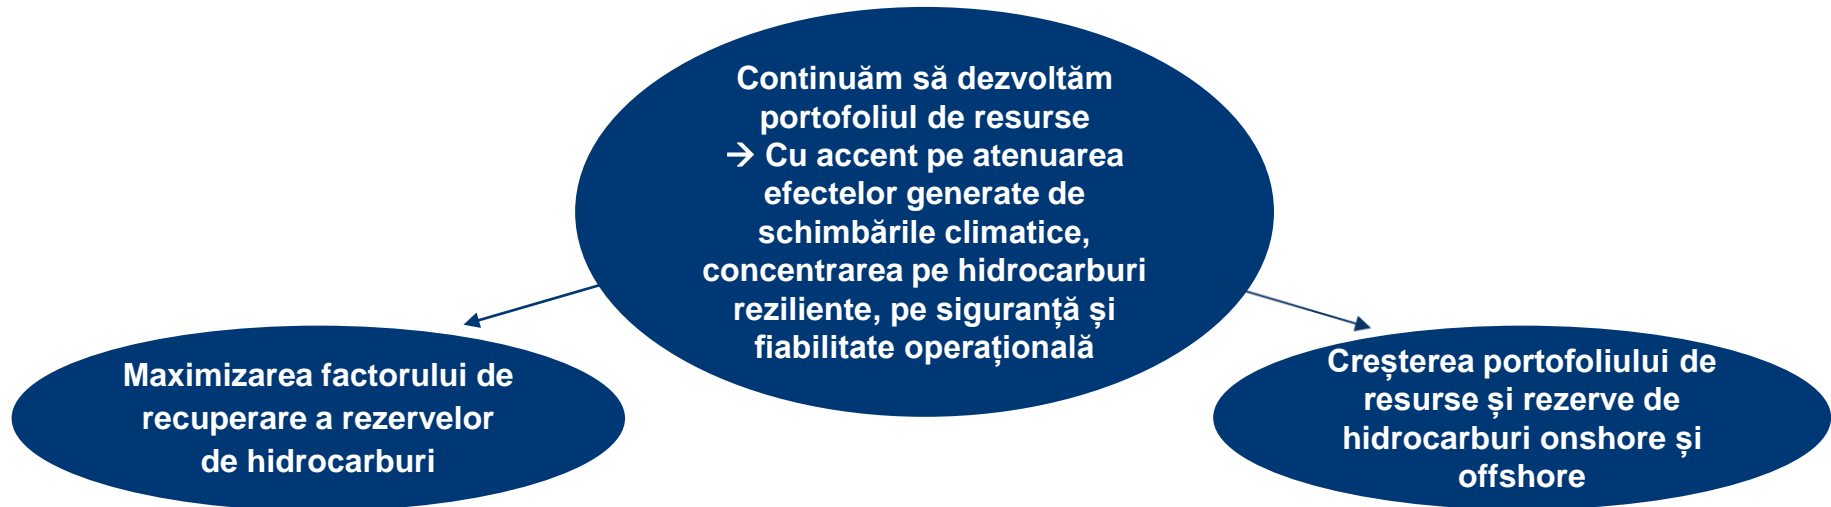 Continuăm să dezvoltăm
portofoliul de resurse
→ Cu accent pe atenuarea
efectelor generate de
schimbările climatice,
concentrarea pe hidrocarburi
reziliente, pe siguranță și
fiabilitate operațională
Maximizarea factorului de
recuperare a rezervelor
de hidrocarburi
Creșterea portofoliului de
resurse și rezerve de
hidrocarburi onshore și
offshore